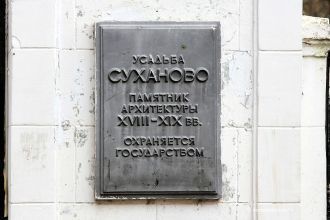 УСАДЬБА
СУХАНОВО
ПАМЯТНИК
АРХИТЕКТУРЫ
XVIII–XIX ВВ.
ОХРАНЯЕТСЯ
ГОСУДАРСТВОМ